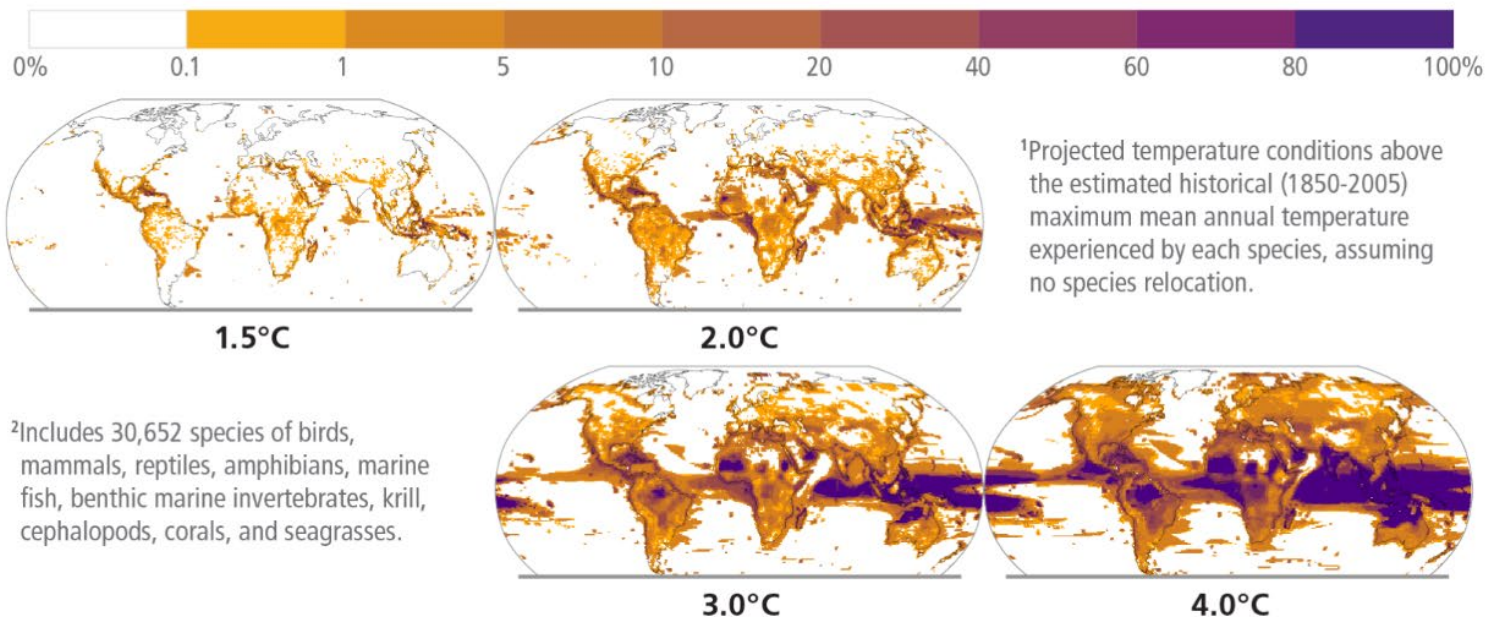 0% 0.1 1 5 10 20 40 60 80 100%
¹Projected temperature conditions above
the estimated historical (1850-2005)
maximum mean annual temperature
experienced by each species, assuming
no species relocation.
1.5°C 2.0°C
²Includes 30,652 species of birds,
mammals, reptiles, amphibians, marine
fish, benthic marine invertebrates, krill,
cephalopods, corals, and seagrasses.
3.0°C 4.0°C